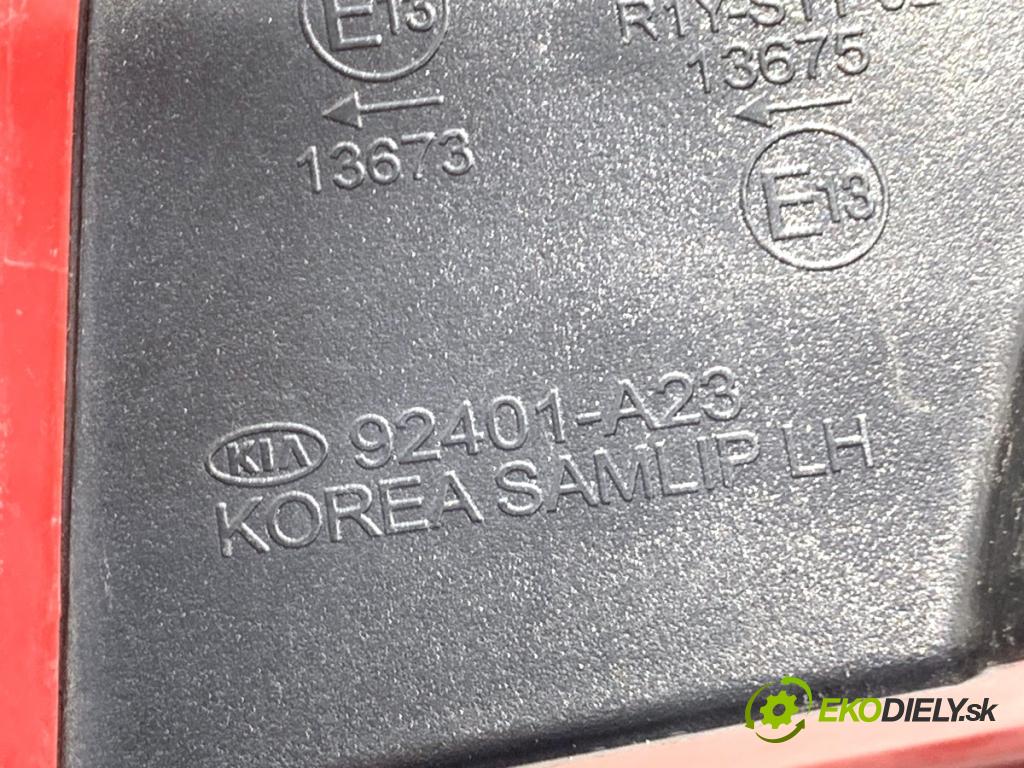 E13
13675
13673
E13
KIA 92401-A23
KOREA SAMLIP LH
EKODIELY.sk